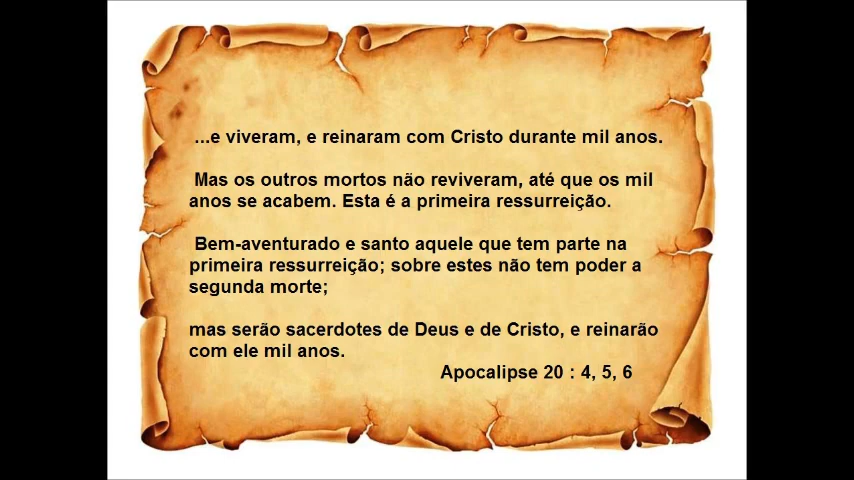 ...e viveram, e reinaram com Cristo durante mil anos.
Mas os outros mortos não reviveram, até que os mil
anos se acabem. Esta é a primeira ressurreição.
Bem-aventurado e santo aquele que tem parte na
primeira ressurreição; sobre estes não tem poder a
segunda morte;
mas serão sacerdotes de Deus e de Cristo, e reinarão
com ele mil anos.
Apocalipse 20 : 4, 5, 6